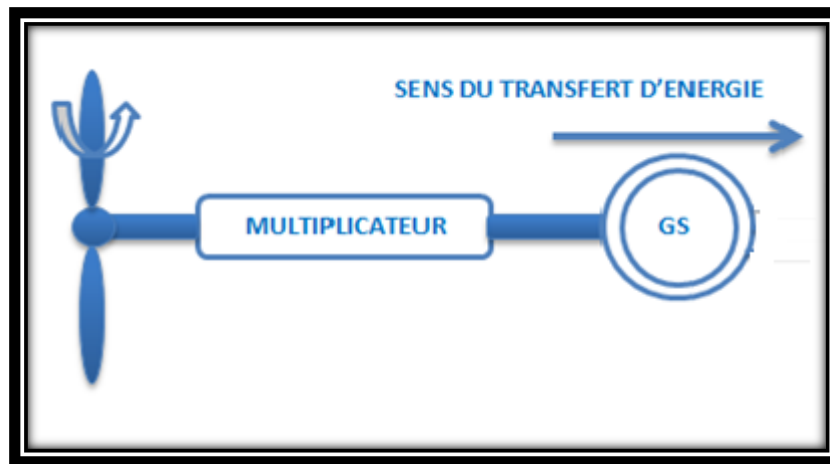 SENS DU TRANSFERT D'ENERGIE
MULTIPLICATEUR
GS